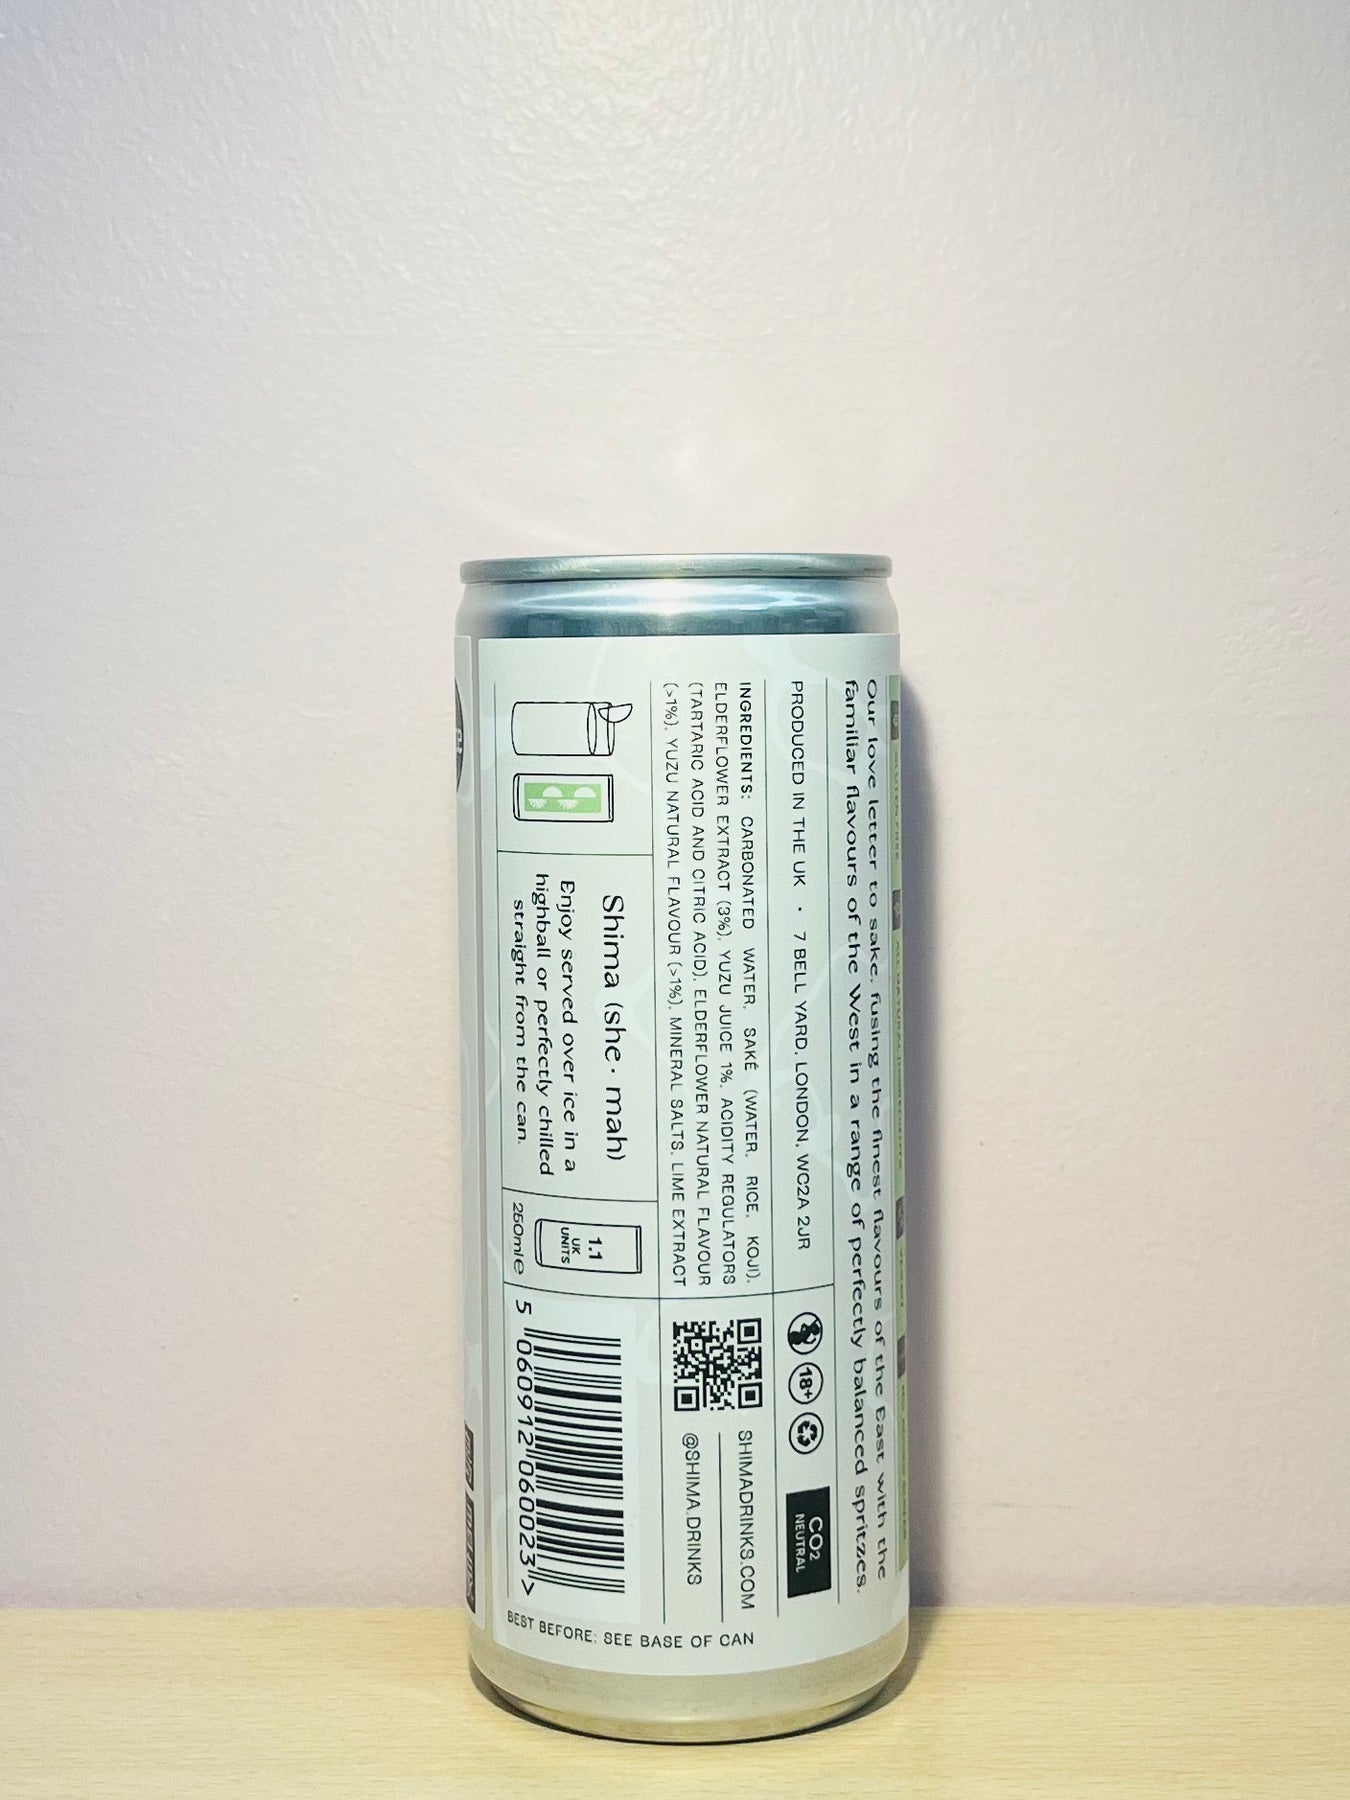 Our love letter to sake, fusing the finest flavours of the East with the
familiar flavours of the West in a range of perfectly balanced spritzes.
PRODUCED IN THE UK • 7 BELL YARD, LONDON, WC2A 2JR
18+
CO2
NEUTRAL
INGREDIENTS: CARBONATED WATER, SAKÉ (WATER, RICE, KOJI),
ELDERFLOWER EXTRACT (3%), YUZU JUICE 1%, ACIDITY REGULATORS
(TARTARIC ACID AND CITRIC ACID), ELDERFLOWER NATURAL FLAVOUR
(>1%), YUZU NATURAL FLAVOUR (>1%), MINERAL SALTS, LIME EXTRACT
SHIMADRINKS.COM
@SHIMA.DRINKS
Shima (she · mah)
Enjoy served over ice in a
highball or perfectly chilled
straight from the can.
1.1
UK
UNITS
250ml e
5 060912 060023 >
BEST BEFORE: SEE BASE OF CAN